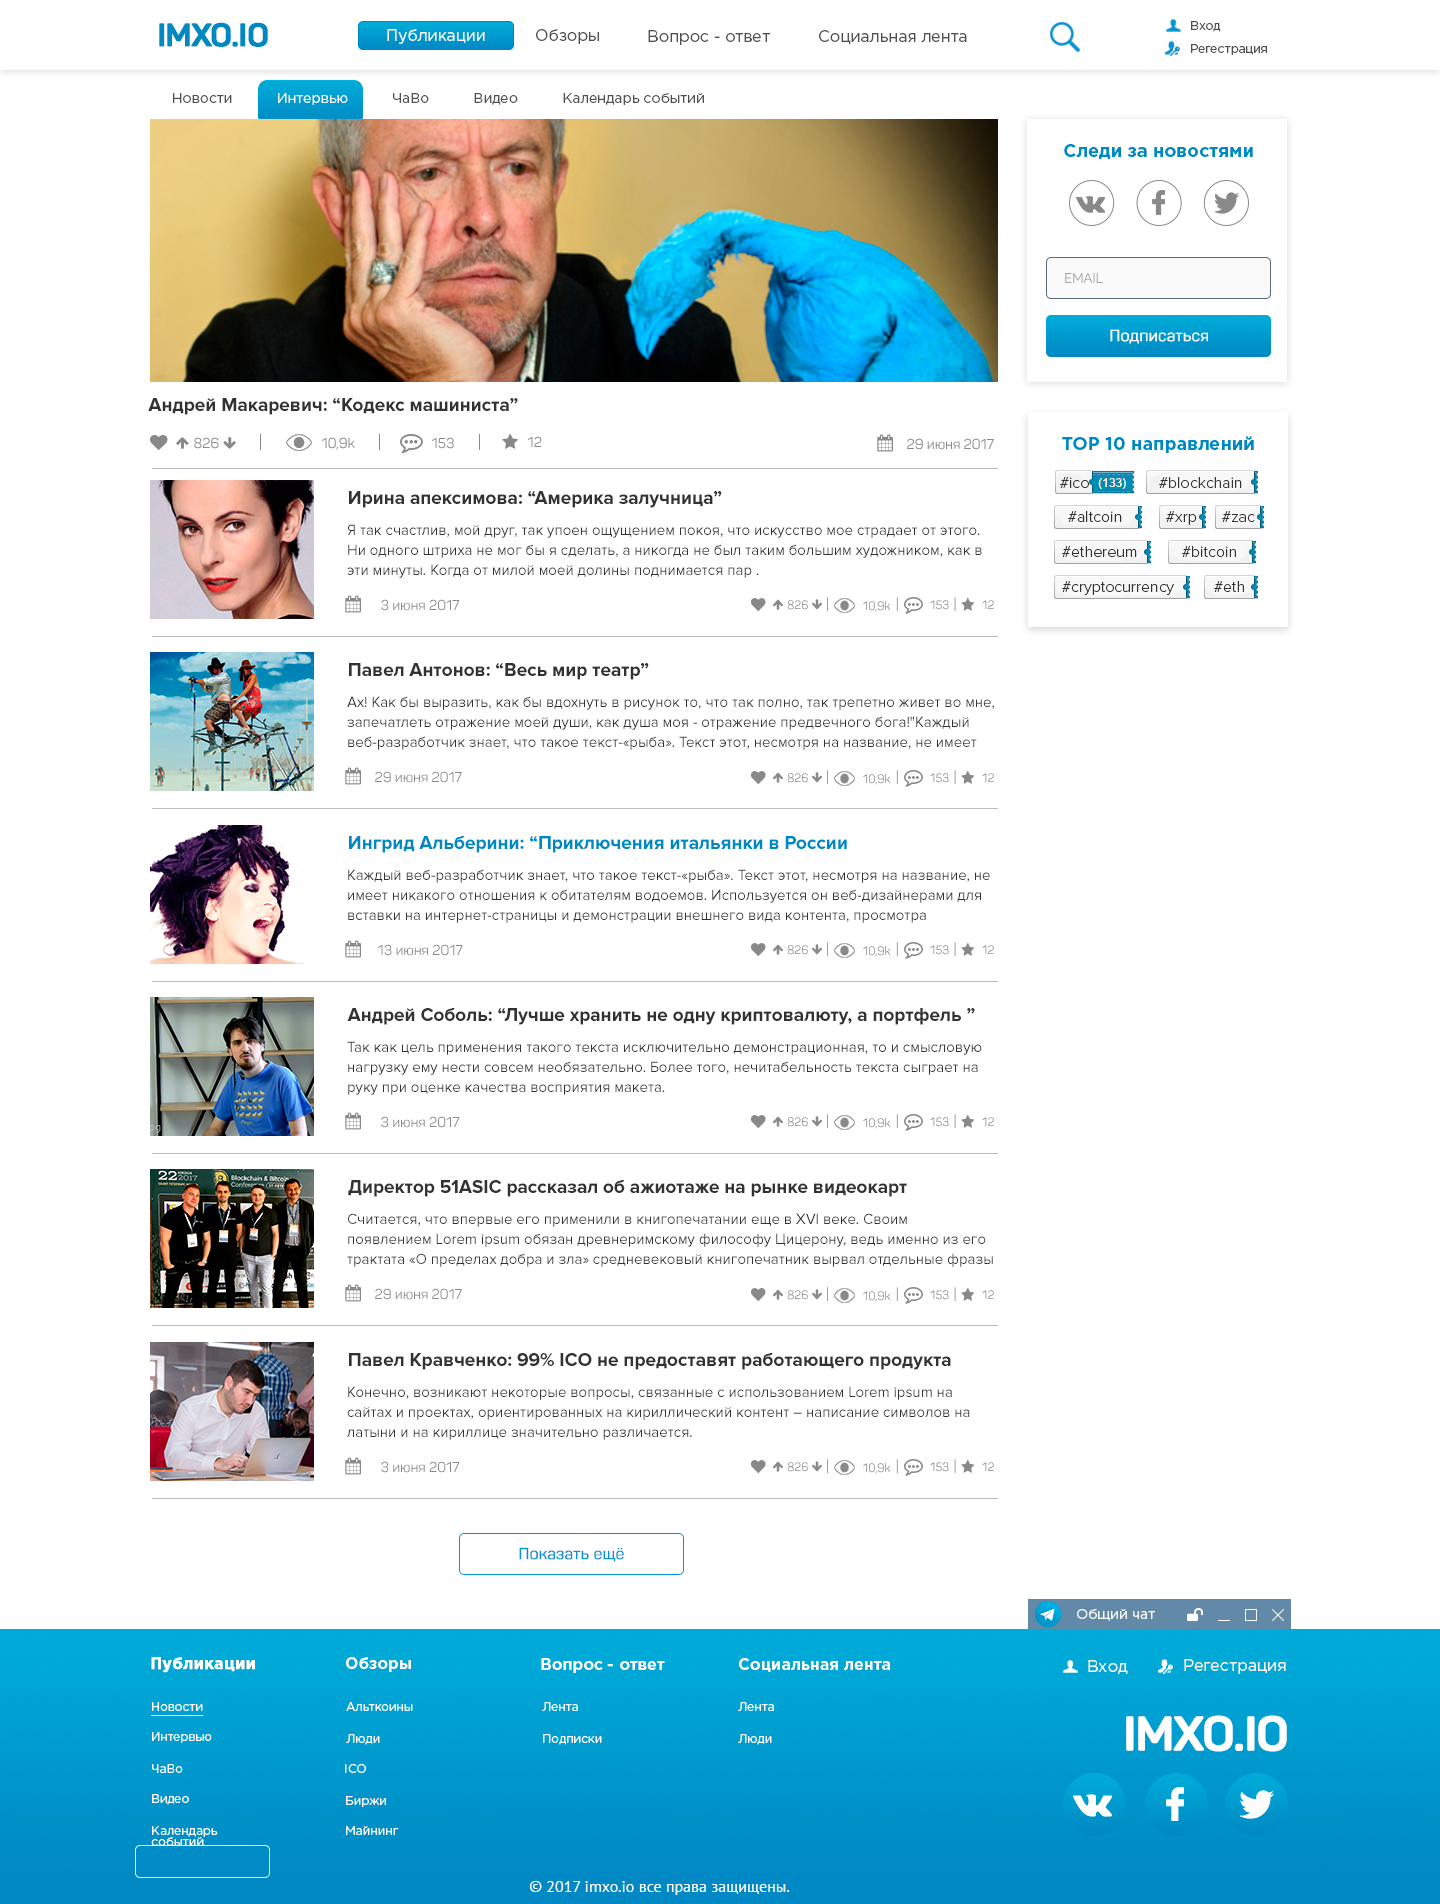 IMXO.IO
Публикации
Обзоры
Вопрос - ответ
Социальная лента
Вход
Регестрация
Новости
Интервью
ЧаВо
Видео
Календарь событий
Андрей Макаревич: “Кодекс машиниста”
826 | 10,9k | 153 | 12
29 июня 2017
Ирина апексимова: “Америка залучница”
Я так счастлив, мой друг, так упоен ощущением покоя, что искусство мое страдает от этого.
Ни одного штриха не мог бы я сделать, а никогда не был таким большим художником, как в
эти минуты. Когда от милой моей долины поднимается пар .
3 июня 2017
826 | 10,9k | 153 | 12
Павел Антонов: “Весь мир театр”
Ах! Как бы выразить, как бы вдохнуть в рисунок то, что так полно, так трепетно живет во мне,
запечатлеть отражение моей души, как душа моя - отражение предвечного бога!"Каждый
веб-разработчик знает, что такое текст-«рыба». Текст этот, несмотря на название, не имеет
29 июня 2017
826 | 10,9k | 153 | 12
Ингрид Альберини: “Приключения итальянки в России
Каждый веб-разработчик знает, что такое текст-«рыба». Текст этот, несмотря на название, не
имеет никакого отношения к обитателям водоемов. Используется он веб-дизайнерами для
вставки на интернет-страницы и демонстрации внешнего вида контента, просмотра
13 июня 2017
826 | 10,9k | 153 | 12
Андрей Соболь: “Лучше хранить не одну криптовалюту, а портфель ”
Так как цель применения такого текста исключительно демонстрационная, то и смысловую
нагрузку ему нести совсем необязательно. Более того, нечитабельность текста сыграет на
руку при оценке качества восприятия макета.
3 июня 2017
826 | 10,9k | 153 | 12
22
2017
Blockchain & Bitcoin
Conference
Директор 51ASIC рассказал об ажиотаже на рынке видеокарт
Считается, что впервые его применили в книгопечатании еще в XVI веке. Своим
появлением Lorem ipsum обязан древнеримскому философу Цицерону, ведь именно из его
трактата «О пределах добра и зла» средневековый книгопечатник вырвал отдельные фразы
29 июня 2017
826 | 10,9k | 153 | 12
Павел Кравченко: 99% ICO не предоставят работающего продукта
Конечно, возникают некоторые вопросы, связанные с использованием Lorem ipsum на
сайтах и проектах, ориентированных на кириллический контент – написание символов на
латыни и на кириллице значительно различается.
3 июня 2017
826 | 10,9k | 153 | 12
Показать ещё
Следи за новостями
EMAIL
Подписаться
TOP 10 направлений
#ico (133) #blockchain
#altcoin #xrp #zac
#ethereum #bitcoin
#cryptocurrency #eth
Общий чат
Публикации
Новости
Интервью
ЧаВо
Видео
Календарь
событий
Обзоры
Альткоины
Люди
ICO
Биржи
Майнинг
Вопрос - ответ
Лента
Подписки
Социальная лента
Лента
Люди
Вход
Регестрация
IMXO.IO
© 2017 imxo.io все права защищены.